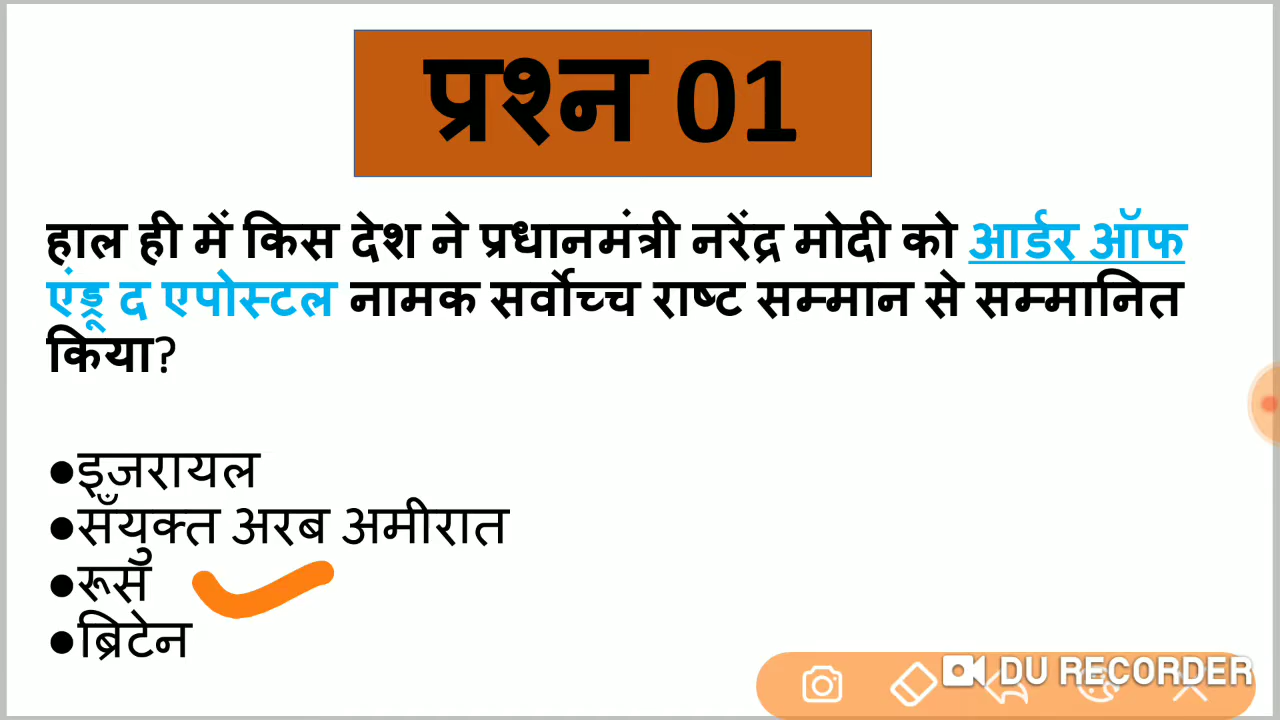 प्रश्न 01
हाल ही में किस देश ने प्रधानमंत्री नरेंद्र मोदी को आर्डर ऑफ
एंड्रू द एपोस्टल नामक सर्वोच्च राष्ट सम्मान से सम्मानित
किया?
●इजरायल
●सँयुक्त अरब अमीरात
●रूस
●ब्रिटेन
DU RECORDER